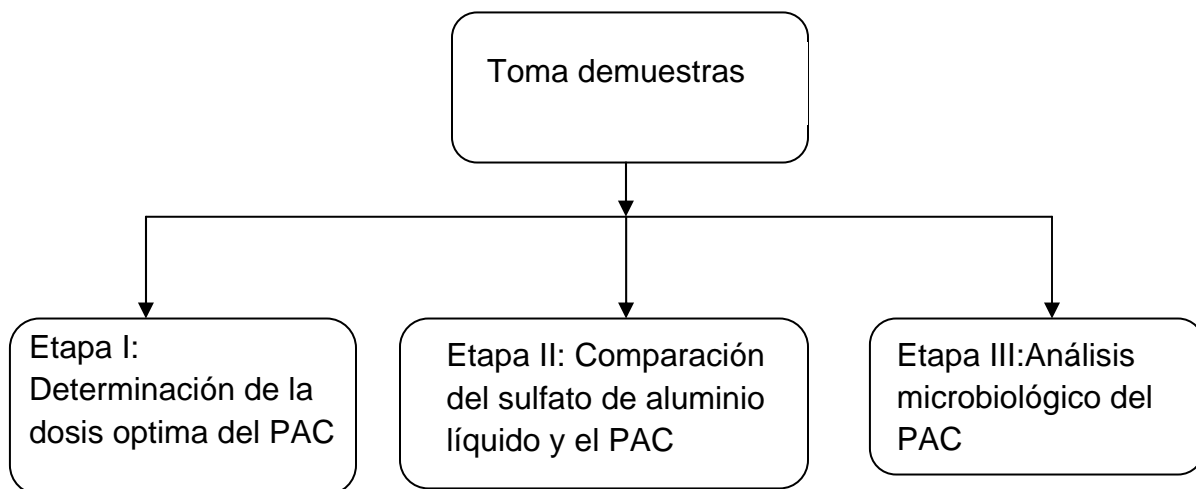 Toma demuestras
Etapa I:
Determinación de la
dosis optima del PAC
Etapa II: Comparación
del sulfato de aluminio
líquido y el PAC
Etapa III:Análisis
microbiológico del
PAC